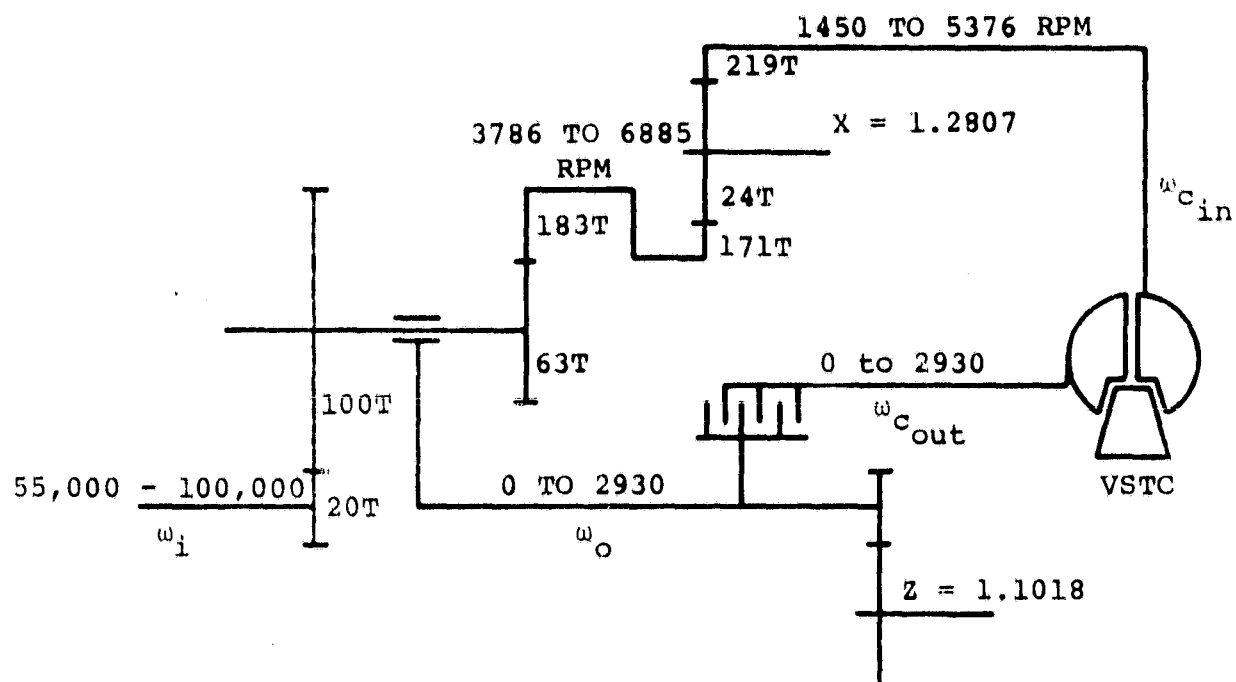 1450 TO 5376 RPM
219T
3786 TO 6885
RPM
X = 1.2807
ωc_in
24T
183T
171T
63T
0 to 2930
ωc_out
100T
55,000 - 100,000
20T
0 TO 2930
VSTC
ωi
ωo
Z = 1.1018